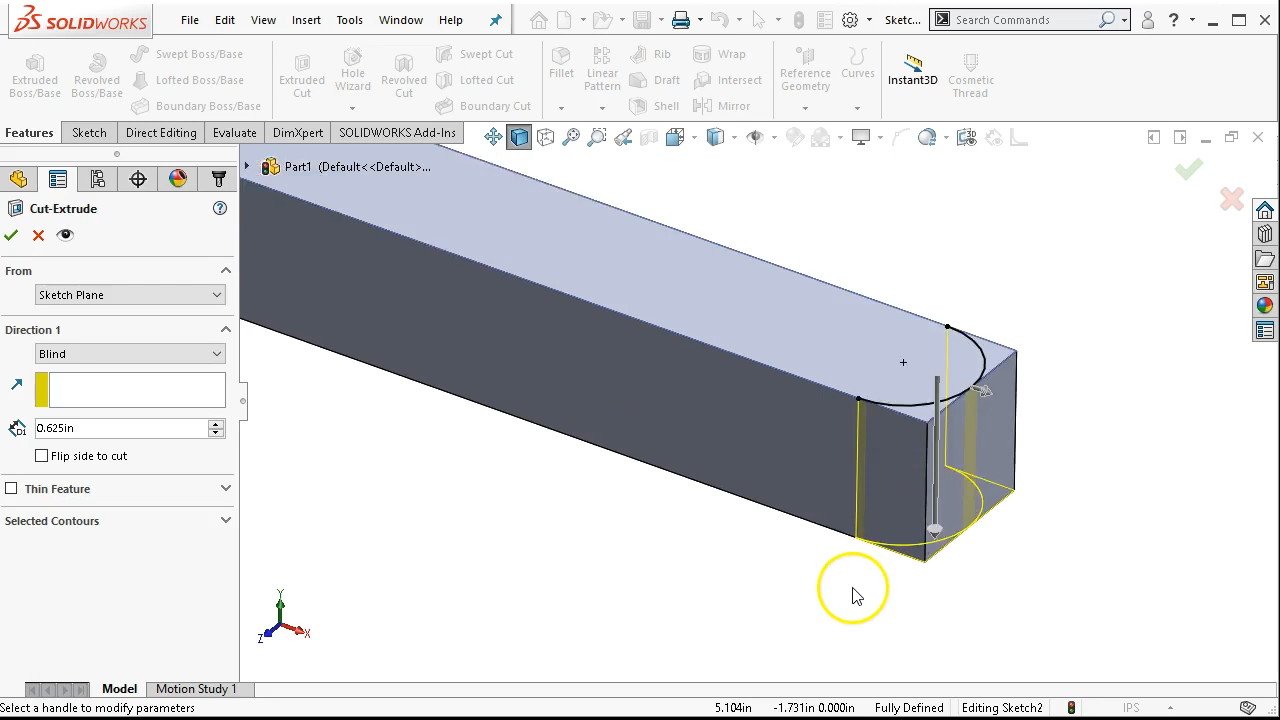 SOLIDWORKS File Edit View Insert Tools Window Help Sketc... Search Commands
Extruded Boss/Base
Revolved Boss/Base
Swept Boss/Base
Lofted Boss/Base
Boundary Boss/Base
Extruded Cut
Hole Wizard
Revolved Cut
Swept Cut
Lofted Cut
Boundary Cut
Fillet
Linear Pattern
Rib
Draft
Shell
Wrap
Intersect
Mirror
Reference Geometry
Curves
Instant3D
Cosmetic Thread
Features Sketch Direct Editing Evaluate DimXpert SOLIDWORKS Add-Ins
Part1 (Default<<Default>...
Cut-Extrude
From
Sketch Plane
Direction 1
Blind
D1
0.625in
Flip side to cut
Thin Feature
Selected Contours
Y
Z X
Model Motion Study 1
Select a handle to modify parameters 5.104in -1.731in 0.000in Fully Defined Editing Sketch2 IPS